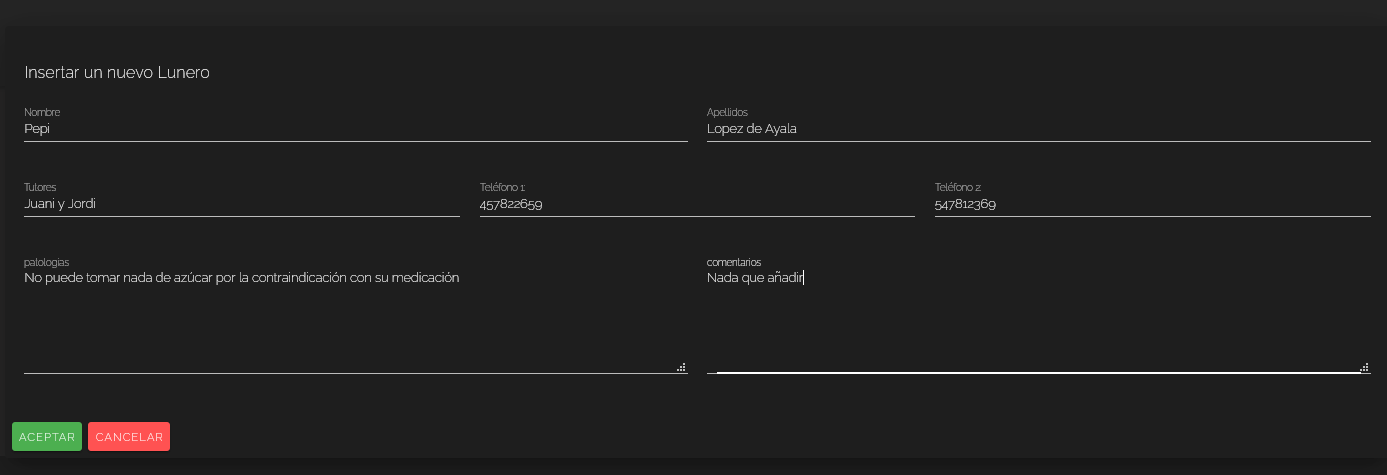 Insertar un nuevo Lunero
Nombre
Apellidos
Pepi
Lopez de Ayala
Tutores
Teléfono 1:
Teléfono 2:
Juani y Jordi
457822659
547812369
patologías
comentarios
No puede tomar nada de azúcar por la contraindicación con su medicación
Nada que añadir
ACEPTAR
CANCELAR